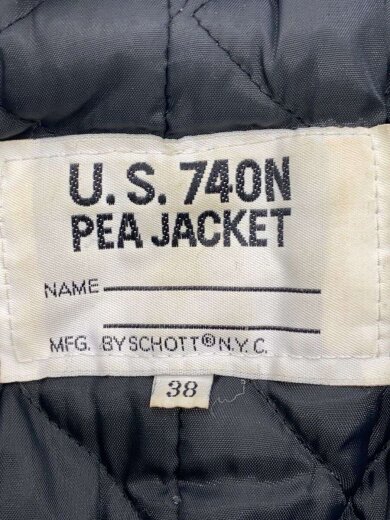 U. S. 740N
PEA JACKET
NAME
MFG. BY SCHOTT® N.Y.C.
38